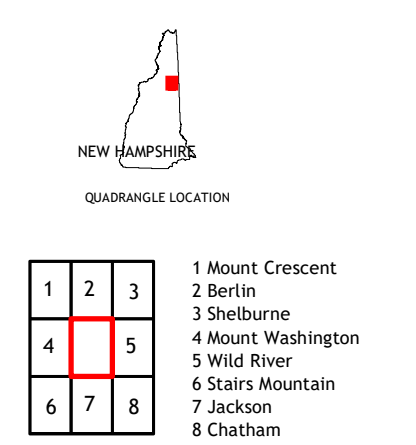 NEW HAMPSHIRE
QUADRANGLE LOCATION
1 2 3
4 5
6 7 8
1 Mount Crescent
2 Berlin
3 Shelburne
4 Mount Washington
5 Wild River
6 Stairs Mountain
7 Jackson
8 Chatham